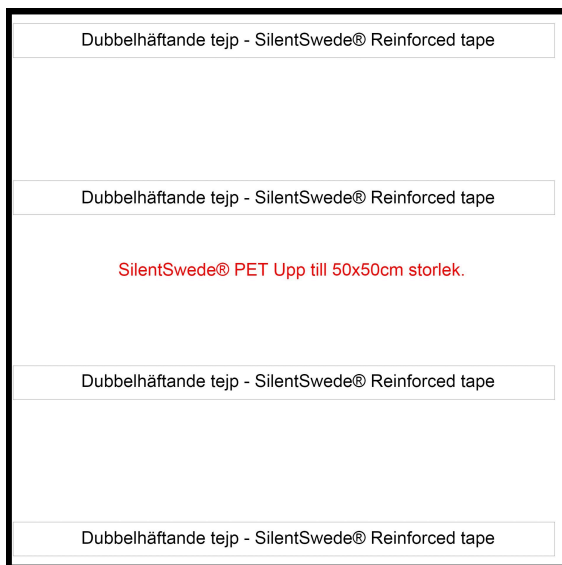 Dubbelhäftande tejp - SilentSwede® Reinforced tape
Dubbelhäftande tejp - SilentSwede® Reinforced tape
SilentSwede® PET Upp till 50x50cm storlek.
Dubbelhäftande tejp - SilentSwede® Reinforced tape
Dubbelhäftande tejp - SilentSwede® Reinforced tape